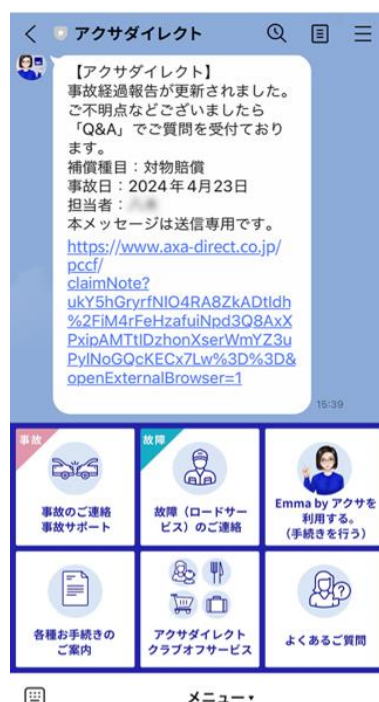 アクサダイレクト
【アクサダイレクト】
事故経過報告が更新されました。
ご不明点などございましたら
「Q&A」でご質問を受付ており
ます。
補償種目：対物賠償
事故日：2024年4月23日
担当者：
本メッセージは送信専用です。
https://www.axa-direct.co.jp/
pccf/
claimNote?
ukY5hGryrfNIO4RA8ZkADtIdh
%2FiM4rFeHzafuiNpd3Q8AxX
PxipAMTtIDzhonXserWmYZ3u
PyINoGQcKECx7Lw%3D%3D&
openExternalBrowser=1
15:39
事故
事故のご連絡
事故サポート
故障
故障（ロードサー
ビス）のご連絡
Emma by アクサを
利用する。
（手続きを行う）
各種お手続きの
ご案内
アクサダイレクト
クラブオフサービス
よくあるご質問
メニュー